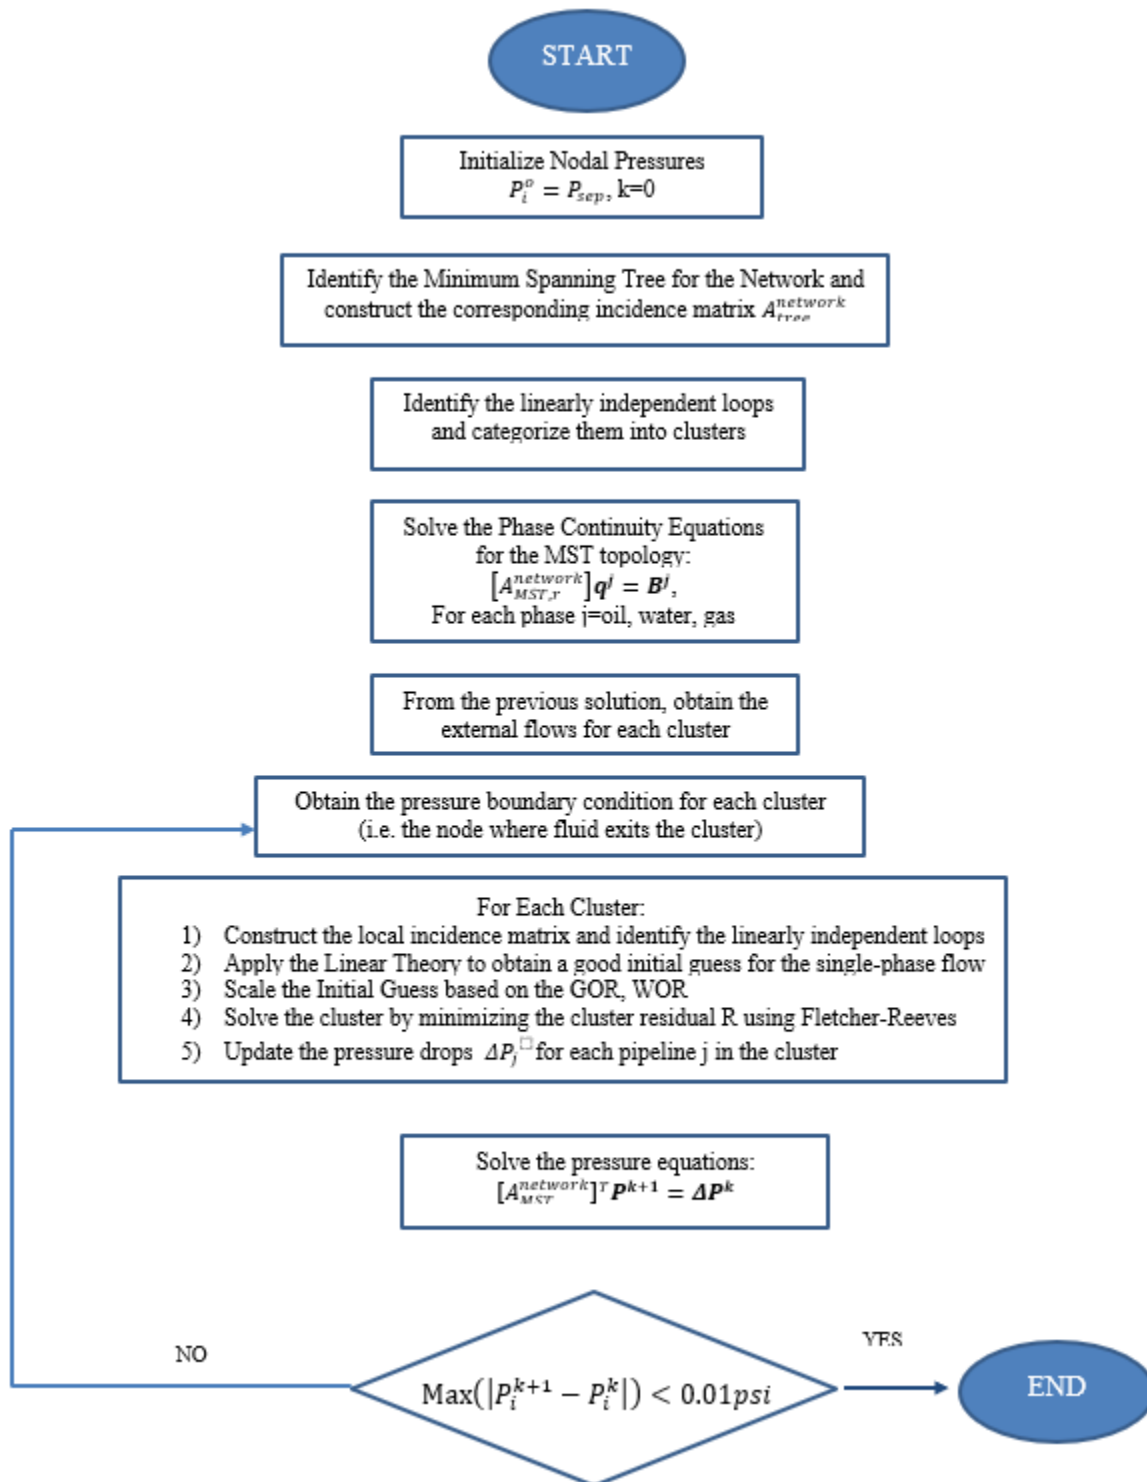 START
Initialize Nodal Pressures
P_i^o = P_sep, k=0
Identify the Minimum Spanning Tree for the Network and
construct the corresponding incidence matrix A_tree^network
Identify the linearly independent loops
and categorize them into clusters
Solve the Phase Continuity Equations
for the MST topology:
[A_MST,r^network]q^j = B^j,
For each phase j=oil, water, gas
From the previous solution, obtain the
external flows for each cluster
Obtain the pressure boundary condition for each cluster
(i.e. the node where fluid exits the cluster)
For Each Cluster:
1) Construct the local incidence matrix and identify the linearly independent loops
2) Apply the Linear Theory to obtain a good initial guess for the single-phase flow
3) Scale the Initial Guess based on the GOR, WOR
4) Solve the cluster by minimizing the cluster residual R using Fletcher-Reeves
5) Update the pressure drops ΔP_j^□ for each pipeline j in the cluster
Solve the pressure equations:
[A_MST^network]^T P^k+1 = ΔP^k
NO
YES
Max(|P_i^k+1 − P_i^k|) < 0.01psi
END